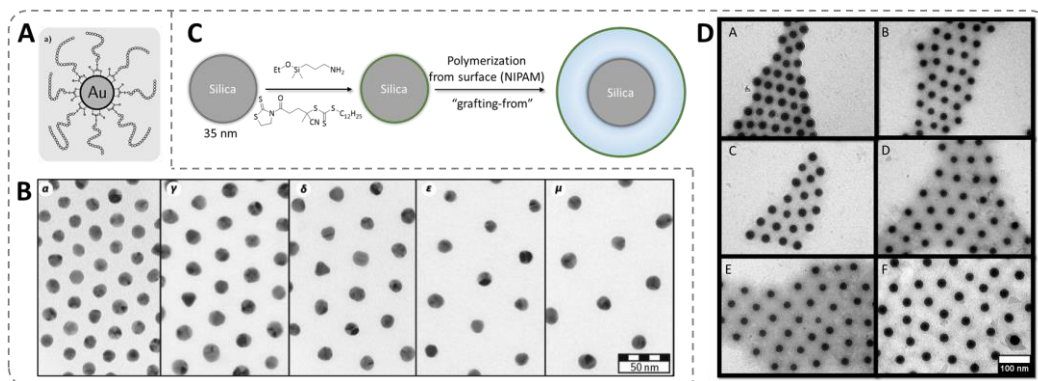 A
a)
Au
C
Silica
35 nm
EtO Si NH₂
S S N O S S C₁₂H₂₅
CN S
Silica
Polymerization
from surface (NIPAM)
"grafting-from"
Silica
B
α γ δ ε μ
50 nm
D
A B
C D
E F
100 nm